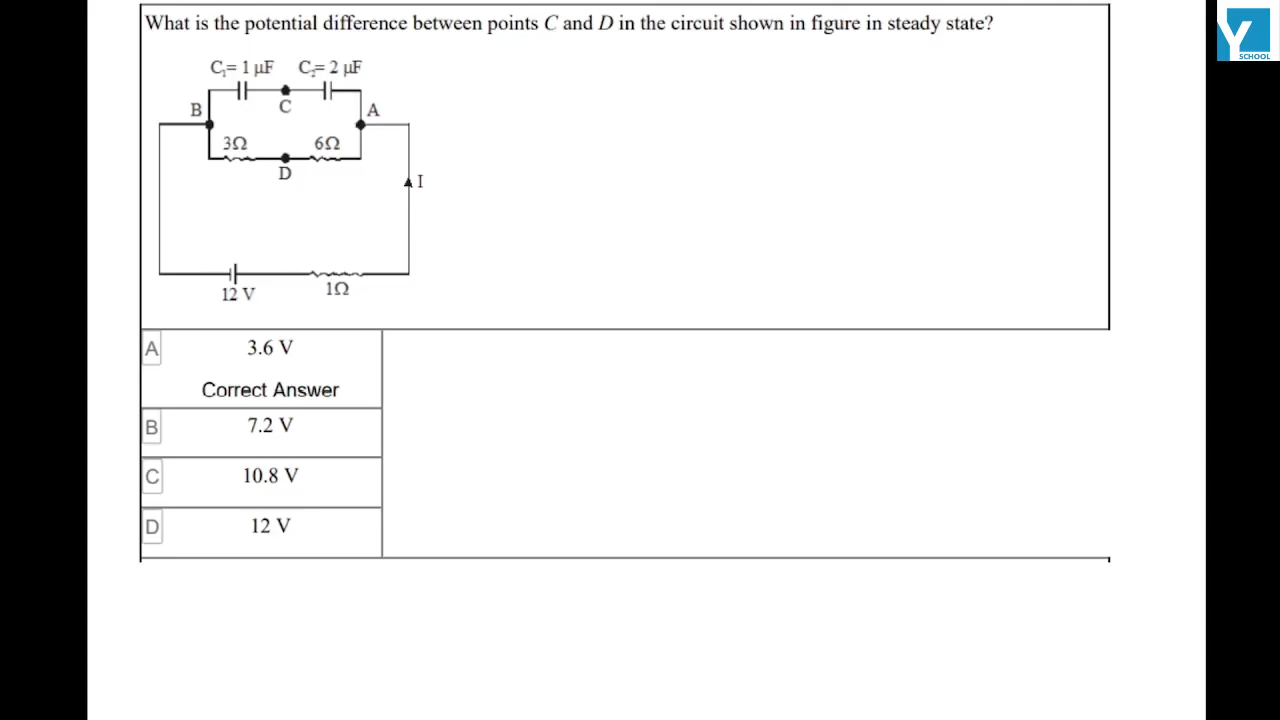 What is the potential difference between points C and D in the circuit shown in figure in steady state?
C₁= 1 μF C₂= 2 μF
B C A
3Ω 6Ω
D
I
12 V 1Ω
A 3.6 V
Correct Answer
B 7.2 V
C 10.8 V
D 12 V
Y SCHOOL